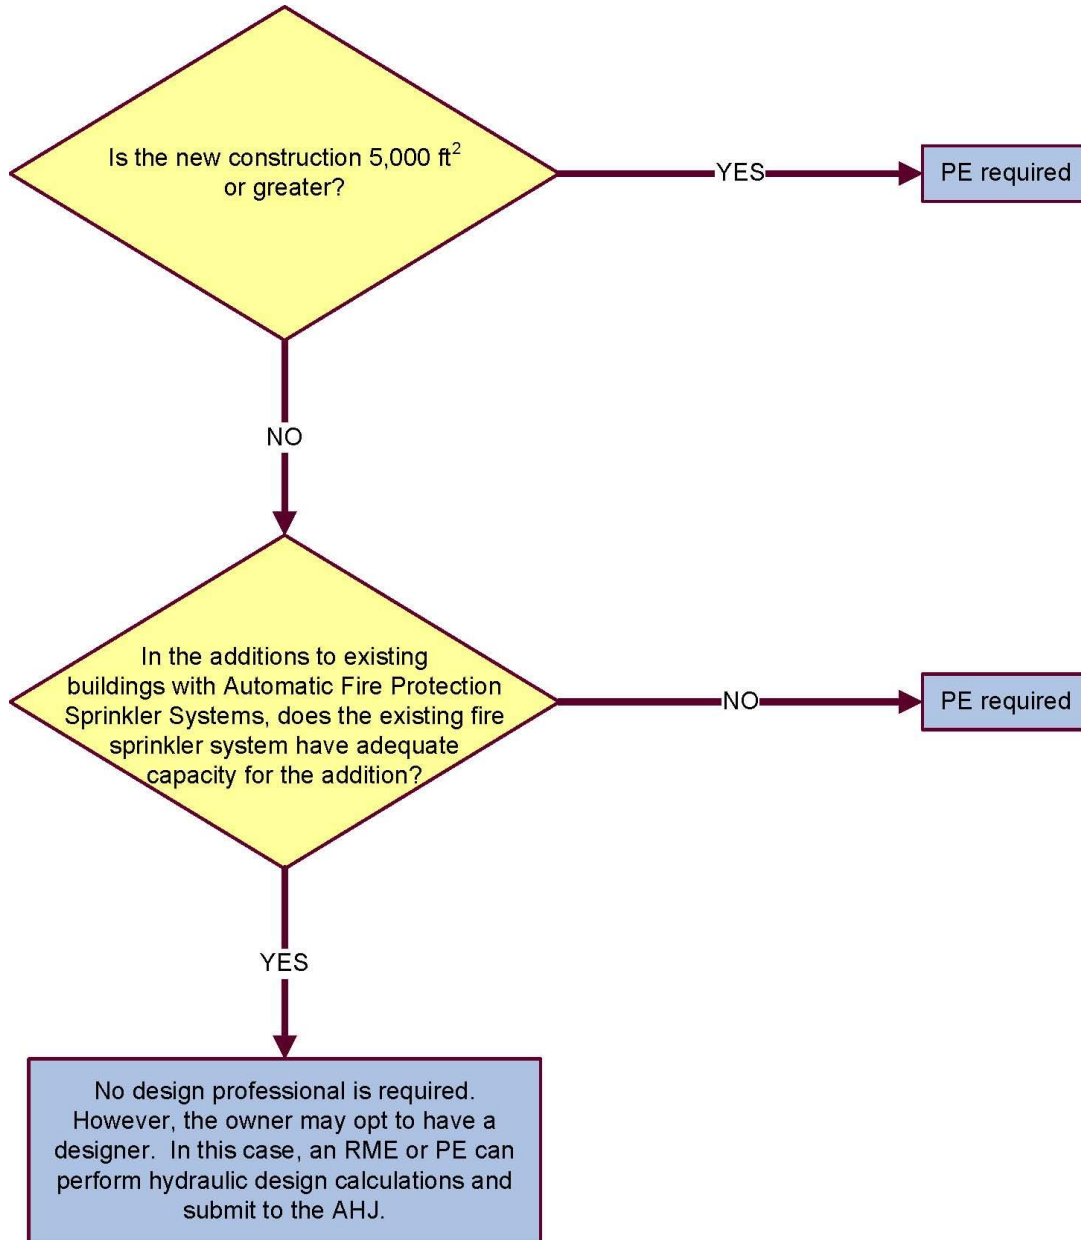 Is the new construction 5,000 ft²
or greater?
YES
PE required
NO
In the additions to existing
buildings with Automatic Fire Protection
Sprinkler Systems, does the existing fire
sprinkler system have adequate
capacity for the addition?
NO
PE required
YES
No design professional is required.
However, the owner may opt to have a
designer.  In this case, an RME or PE can
perform hydraulic design calculations and
submit to the AHJ.